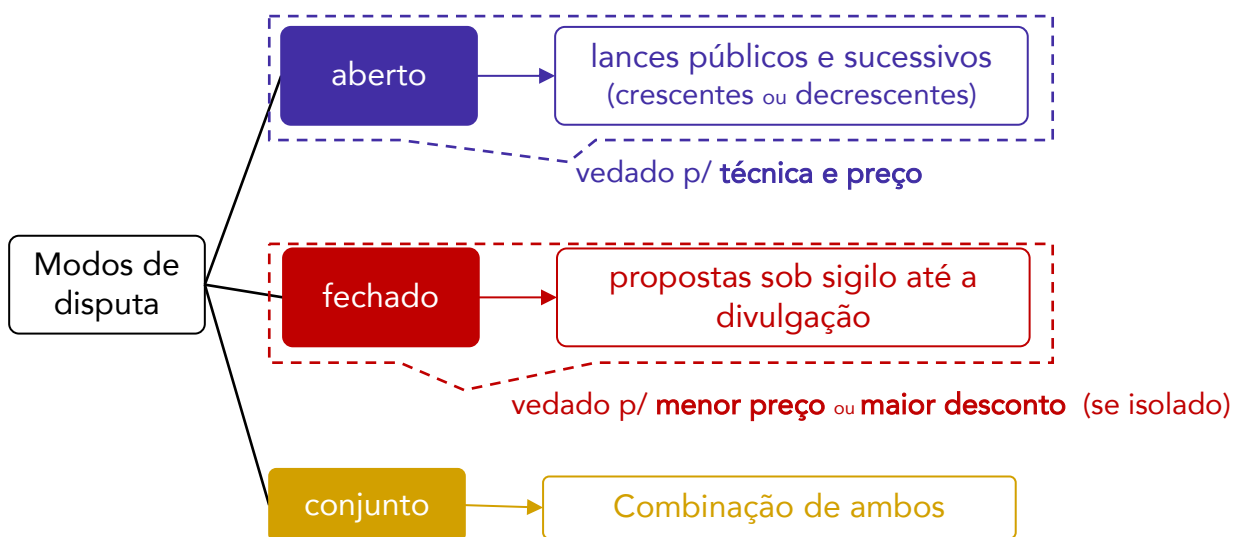 aberto
lances públicos e sucessivos
(crescentes ou decrescentes)
vedado p/ técnica e preço
Modos de
disputa
fechado
propostas sob sigilo até a
divulgação
vedado p/ menor preço ou maior desconto (se isolado)
conjunto
Combinação de ambos